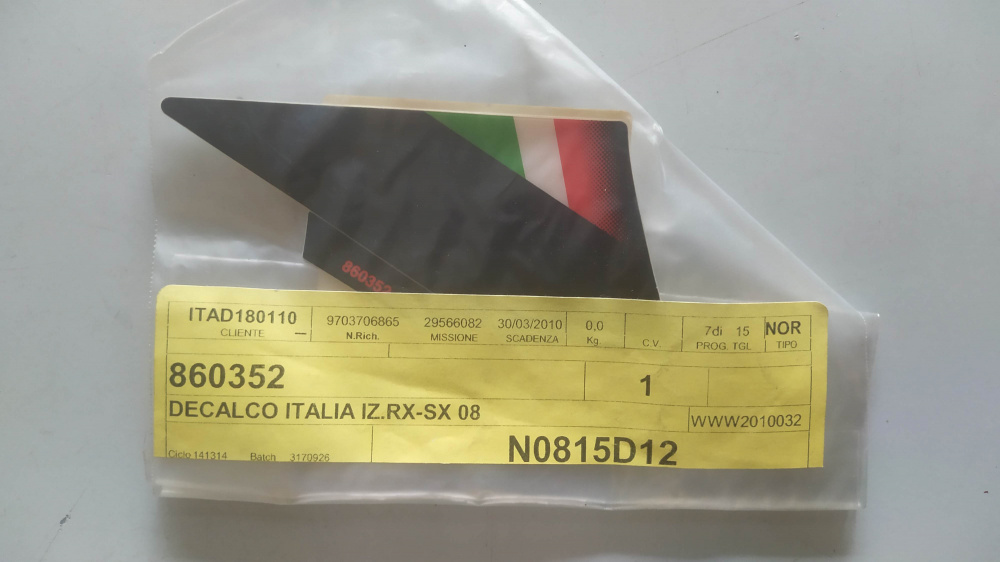 860352
ITAD180110 9703706865 29566082 30/03/2010 0,0 7di 15 NOR
CLIENTE — N.Rich. MISSIONE SCADENZA Kg C.V. PROG. TGL TIPO
860352 1
DECALCO ITALIA IZ.RX-SX 08 WWW2010032
Ciclo 141314 Batch 3170926 N0815D12